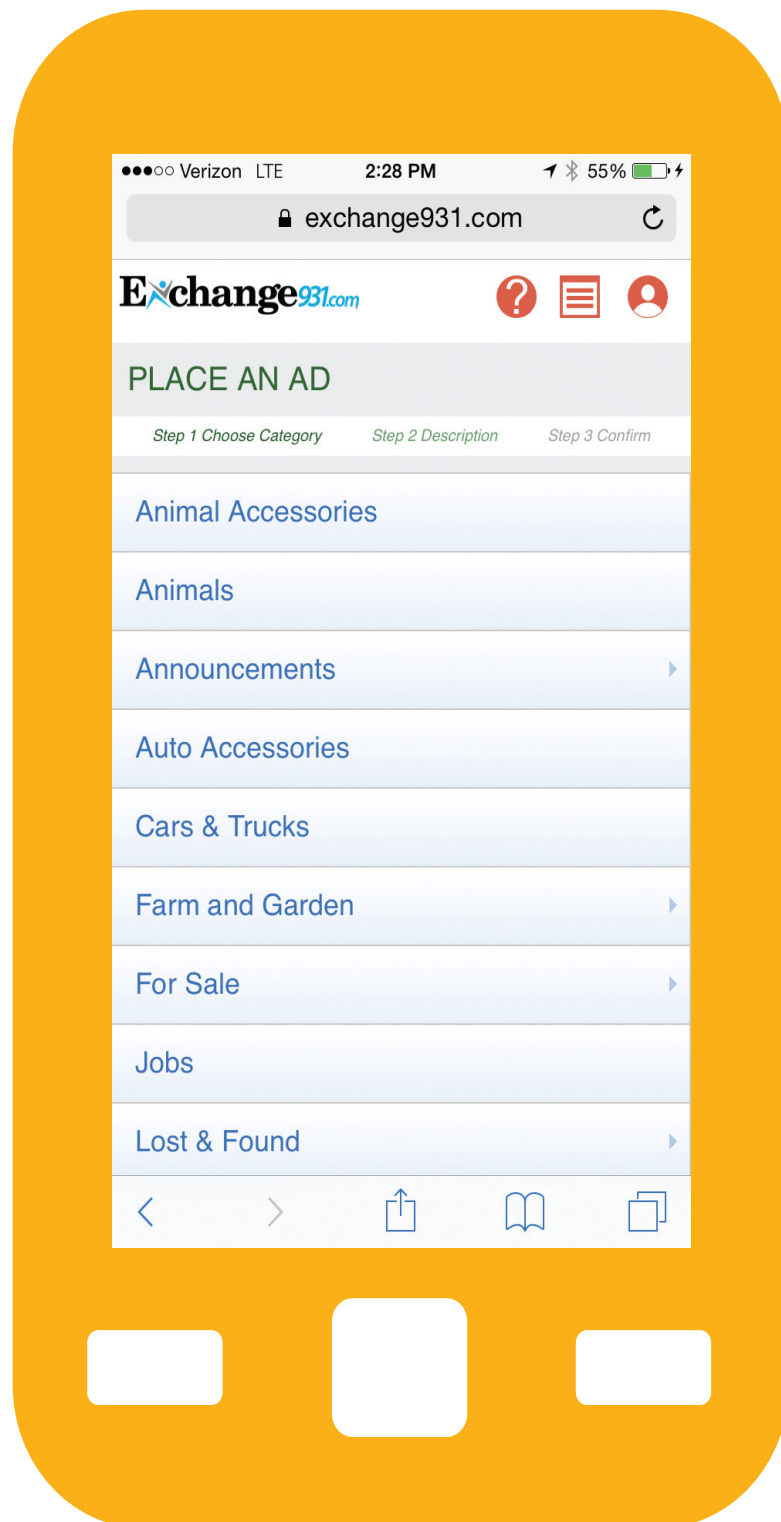 Verizon LTE 2:28 PM 55%
exchange931.com
Exchange931.com
PLACE AN AD
Step 1 Choose Category Step 2 Description Step 3 Confirm
Animal Accessories
Animals
Announcements
Auto Accessories
Cars & Trucks
Farm and Garden
For Sale
Jobs
Lost & Found